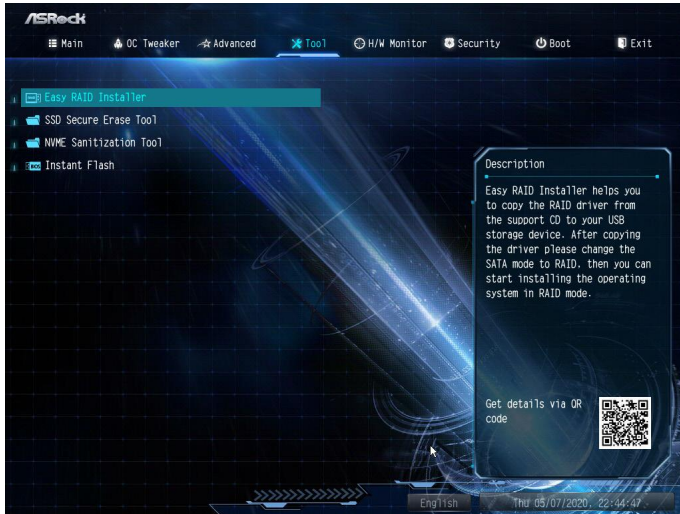 ASRock
Main OC Tweaker Advanced Tool H/W Monitor Security Boot Exit
Easy RAID Installer
SSD Secure Erase Tool
NVME Sanitization Tool
Instant Flash
Description
Easy RAID Installer helps you
to copy the RAID driver from
the support CD to your USB
storage device. After copying
the driver please change the
SATA mode to RAID, then you can
start installing the operating
system in RAID mode.
Get details via QR
code
English Thu 05/07/2020, 22:44:47